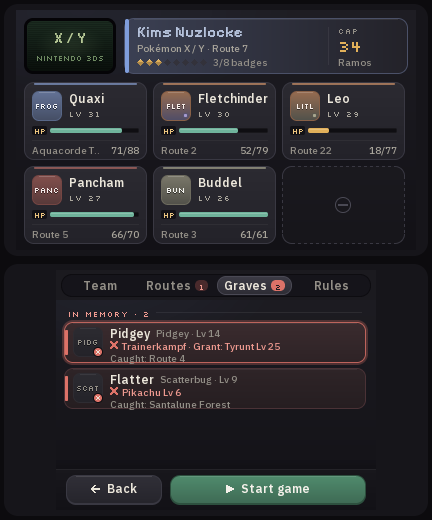 X/Y
NINTENDO 3DS
Kims Nuzlocke
Pokémon X/Y · Route 7
3/8 badges
CAP
34
Ramos
FROG
Quaxi
LV 31
HP
Aquacorde T..
71/88
FLET
Fletchinder
LV 30
HP
Route 2
52/79
LITL
Leo
LV 29
HP
Route 22
18/77
PANC
Pancham
LV 27
HP
Route 5
66/70
BUN
Buddel
LV 26
HP
Route 3
61/61
Team
Routes 1
Graves 2
Rules
IN MEMORY · 2
PIDG
Pidgey Pidgey · Lv 14
Trainerkampf · Grant: Tyrunt Lv 25
Caught: Route 4
SCAT
Flatter Scatterbug · Lv 9
Pikachu Lv 6
Caught: Santalune Forest
← Back
▶ Start game